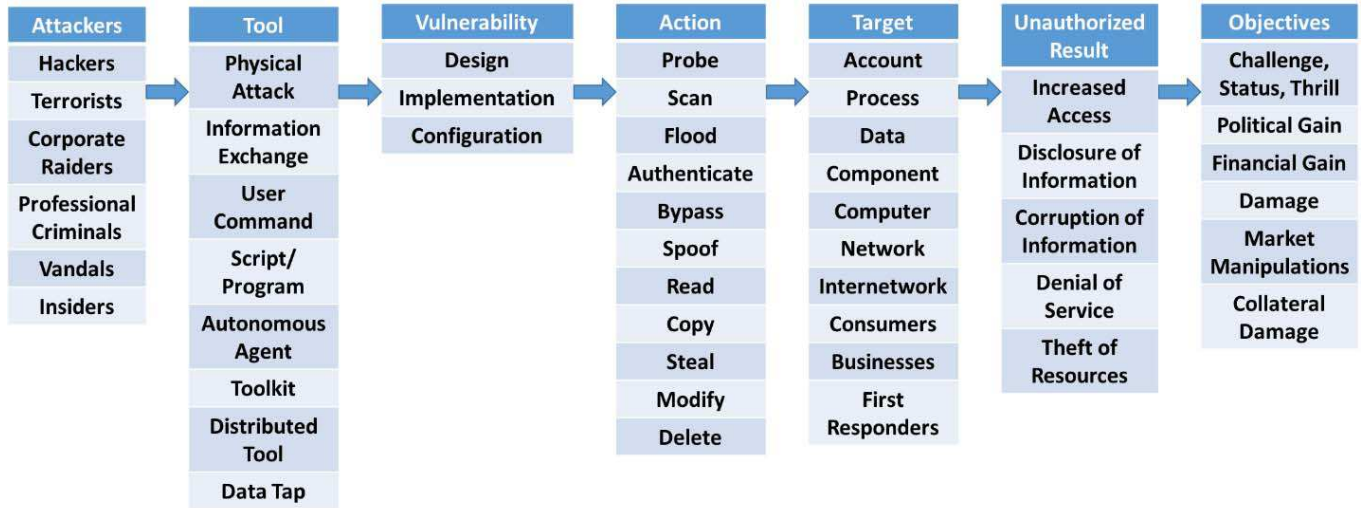 Attackers
Hackers
Terrorists
Corporate
Raiders
Professional
Criminals
Vandals
Insiders
Tool
Physical
Attack
Information
Exchange
User
Command
Script/
Program
Autonomous
Agent
Toolkit
Distributed
Tool
Data Tap
Vulnerability
Design
Implementation
Configuration
Action
Probe
Scan
Flood
Authenticate
Bypass
Spoof
Read
Copy
Steal
Modify
Delete
Target
Account
Process
Data
Component
Computer
Network
Internetwork
Consumers
Businesses
First
Responders
Unauthorized
Result
Increased
Access
Disclosure of
Information
Corruption of
Information
Denial of
Service
Theft of
Resources
Objectives
Challenge,
Status, Thrill
Political Gain
Financial Gain
Damage
Market
Manipulations
Collateral
Damage